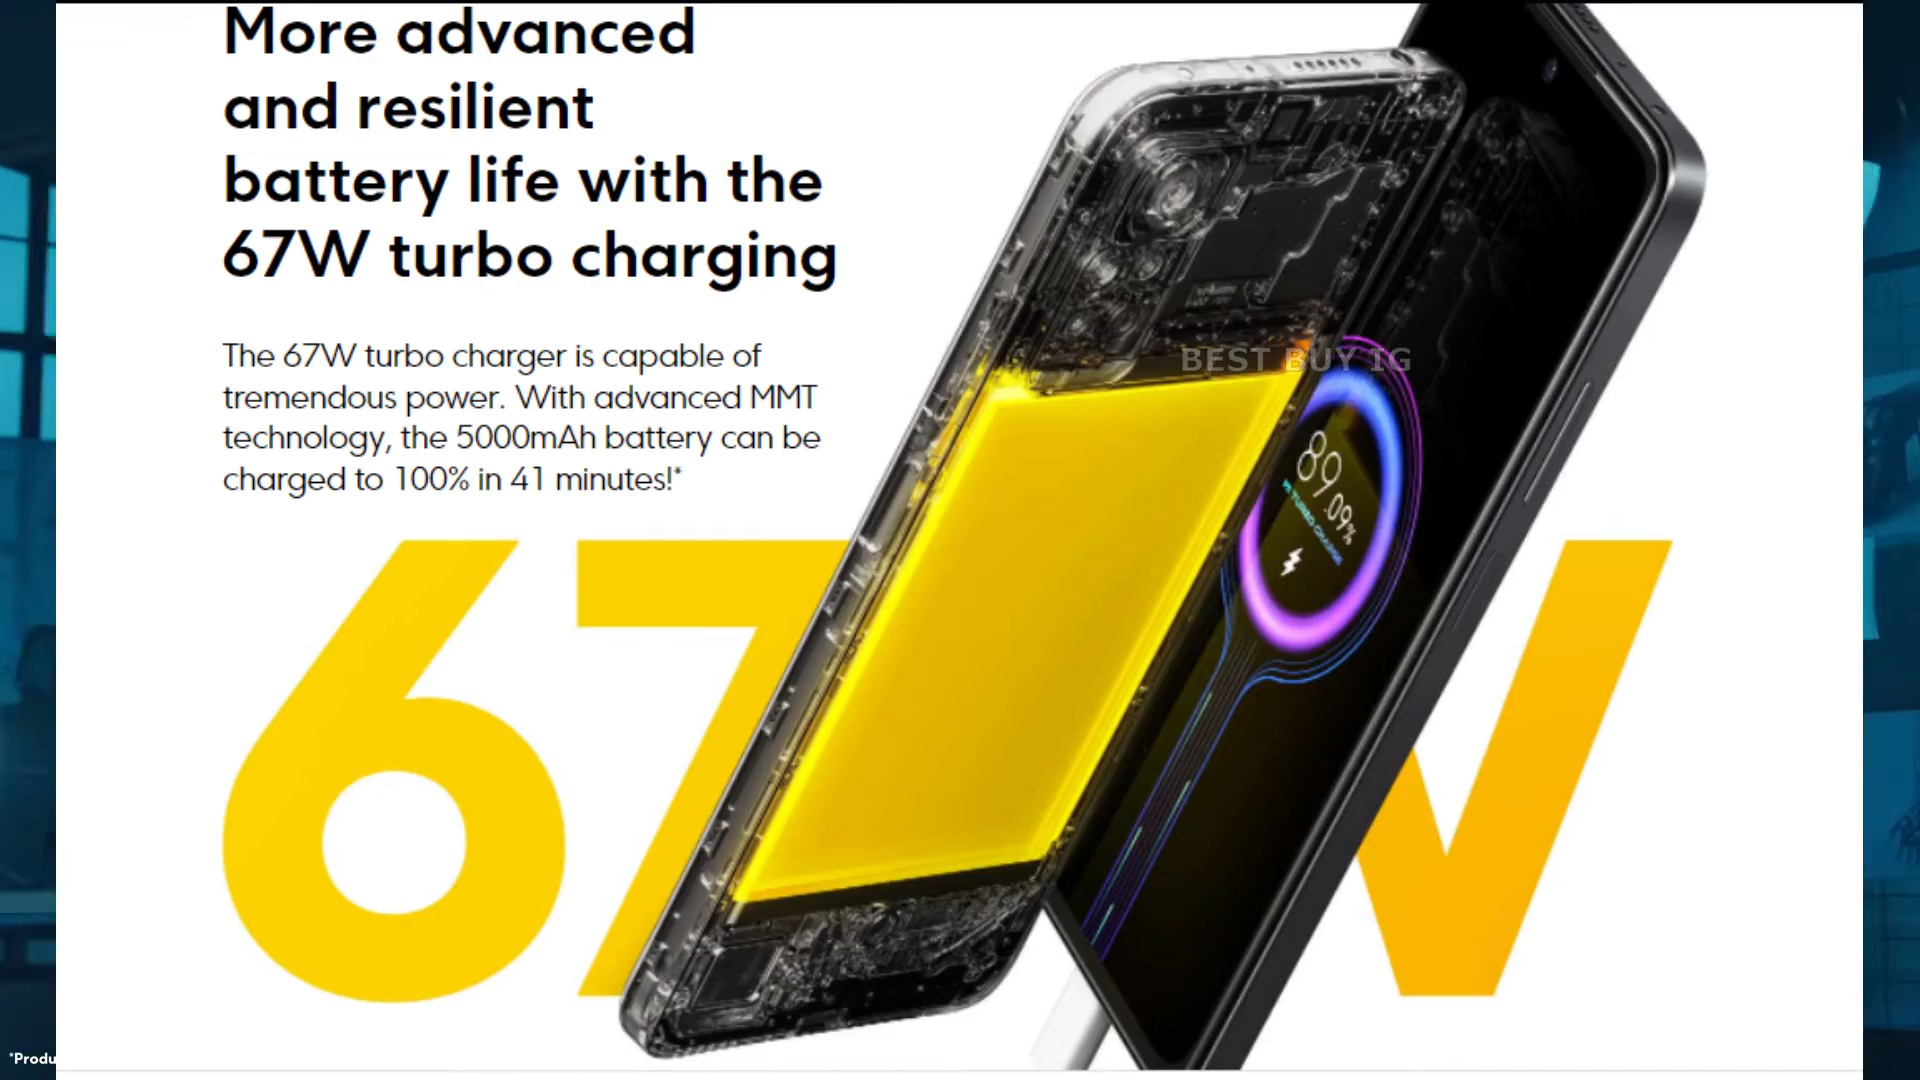 More advanced
and resilient
battery life with the
67W turbo charging
The 67W turbo charger is capable of
tremendous power. With advanced MMT
technology, the 5000mAh battery can be
charged to 100% in 41 minutes!*
BEST BUY IG
89.09%
67W
*Produ